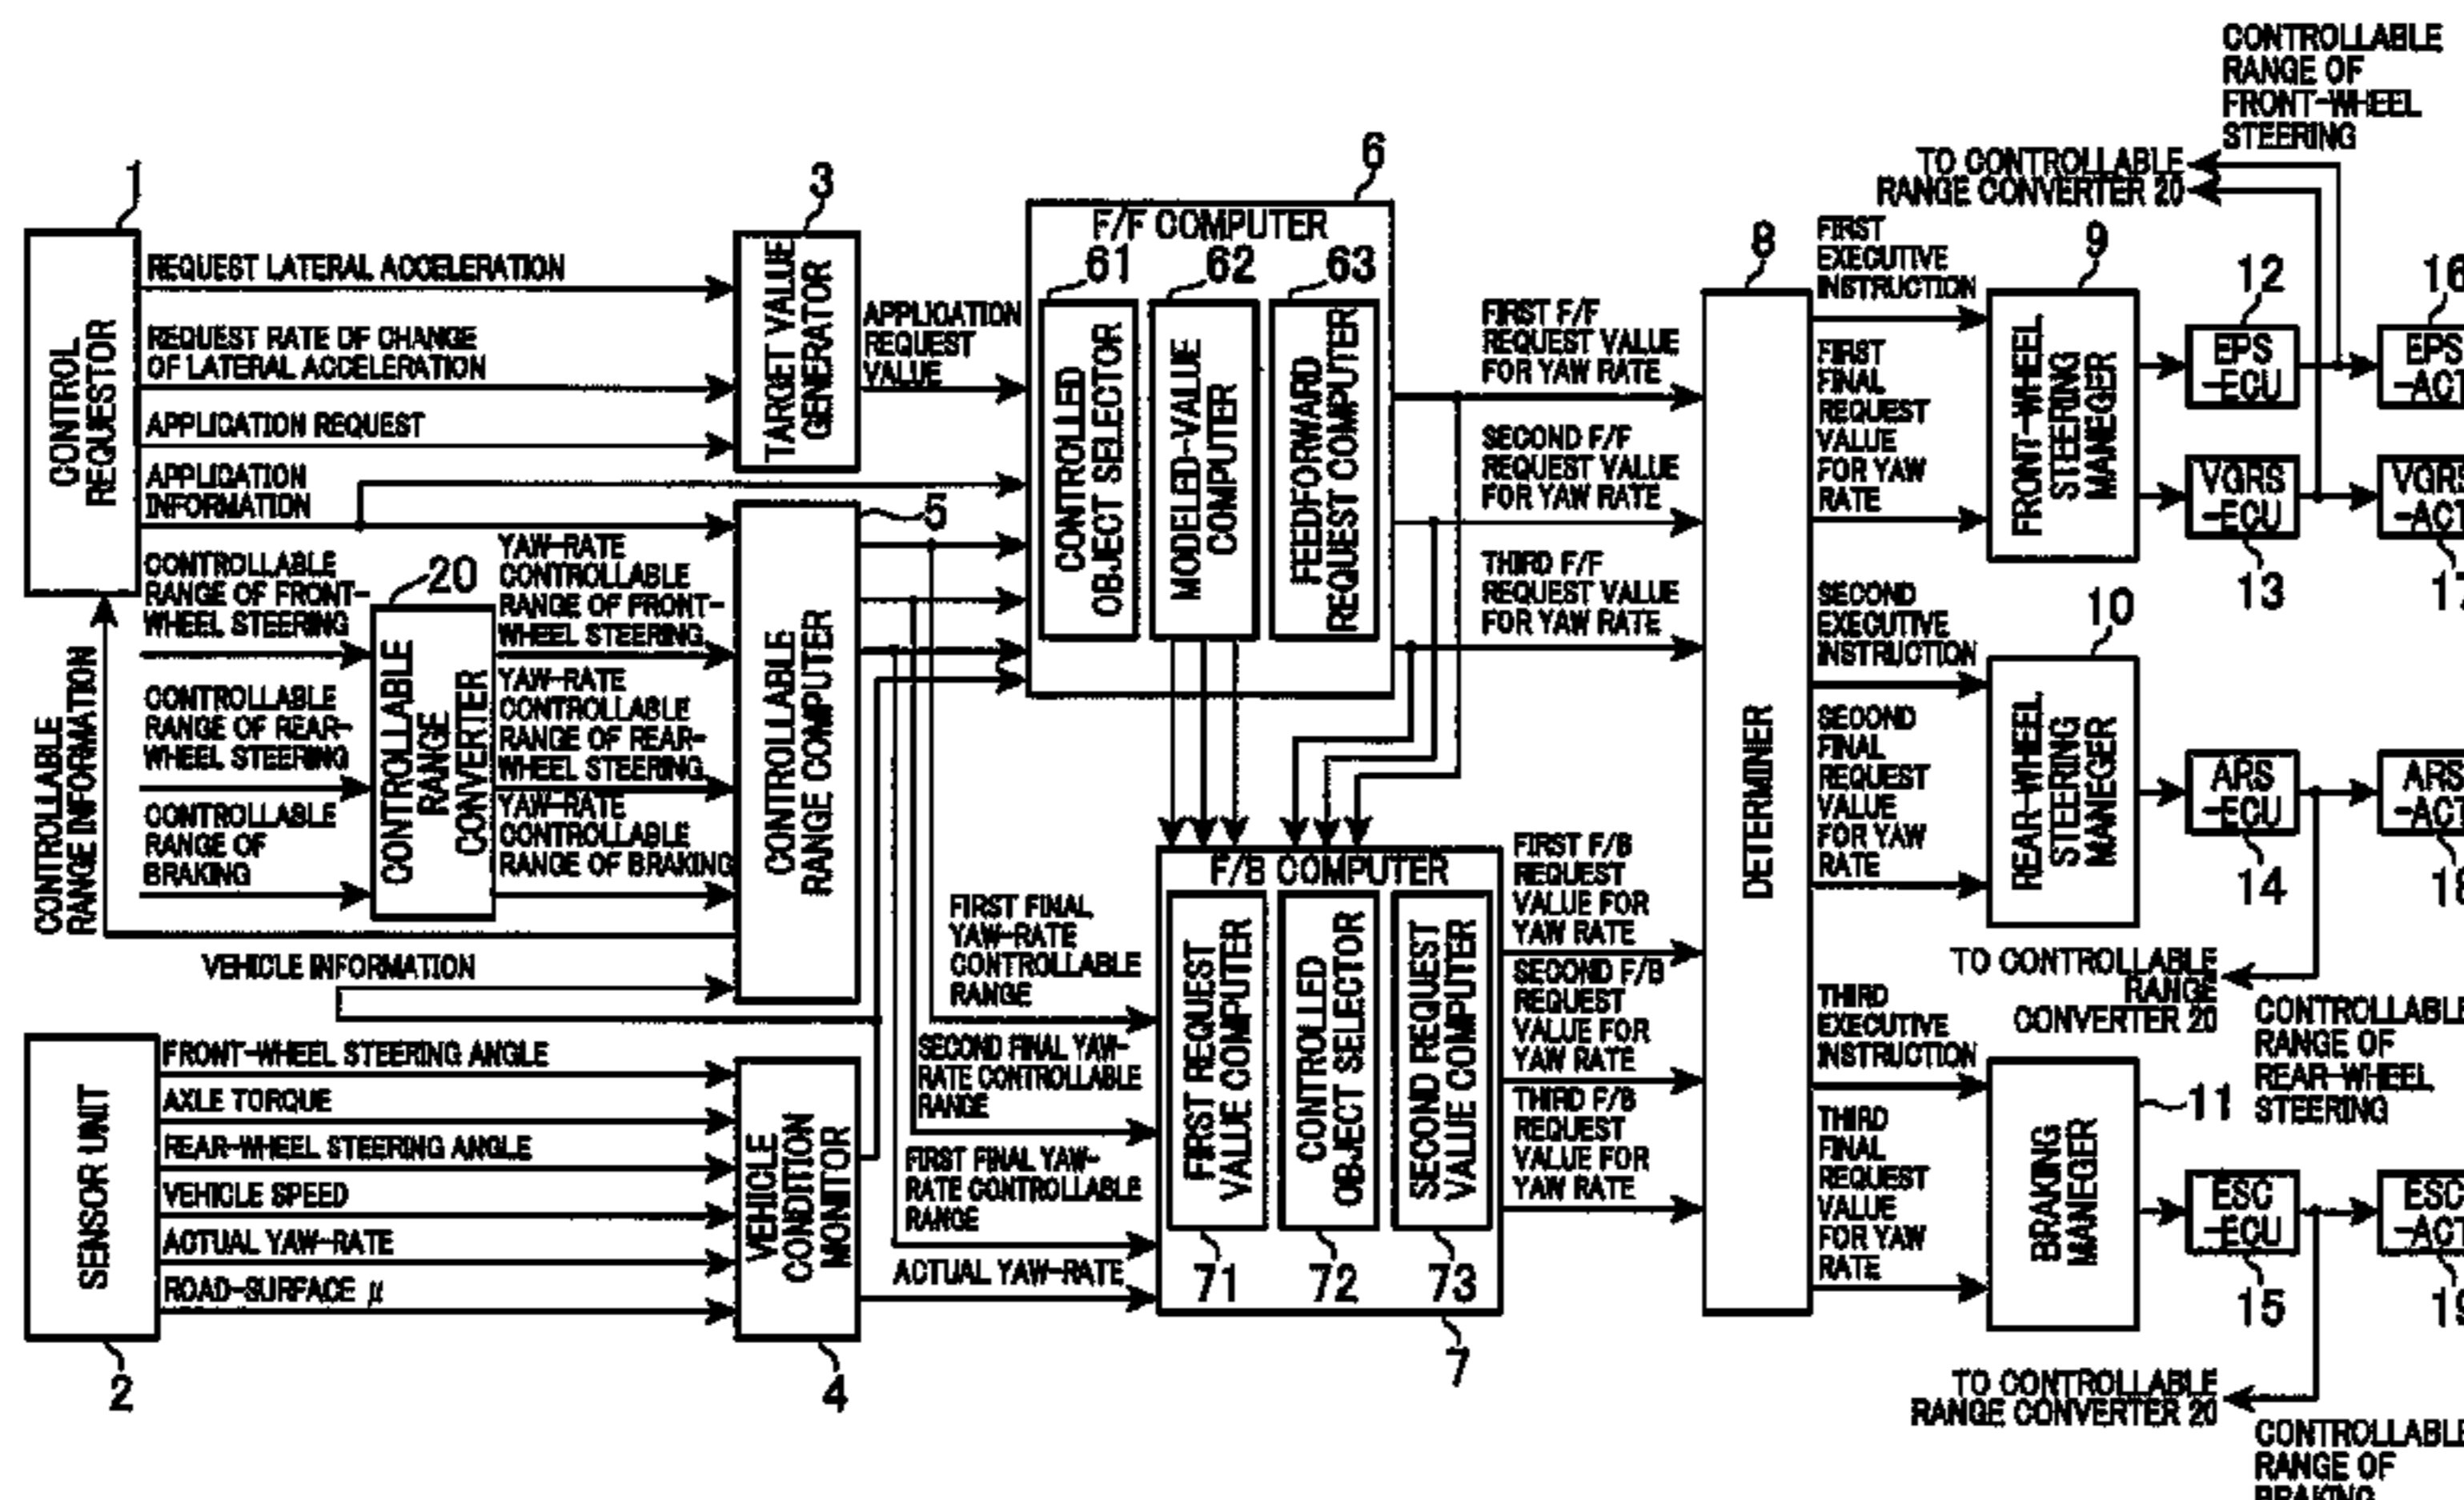 CONTROLLABLE
RANGE OF
FRONT-WHEEL
STEERING
TO CONTROLLABLE
RANGE CONVERTER 20
1
CONTROL
REQUESTOR
REQUEST LATERAL ACCELERATION
REQUEST RATE OF CHANGE
OF LATERAL ACCELERATION
APPLICATION REQUEST
APPLICATION
INFORMATION
3
TARGET VALUE
GENERATOR
APPLICATION
REQUEST
VALUE
6
F/F COMPUTER
61
CONTROLLED
OBJECT SELECTOR
62
MODELED-VALUE
COMPUTER
63
FEEDFORWARD
REQUEST COMPUTER
FIRST F/F
REQUEST VALUE
FOR YAW RATE
SECOND F/F
REQUEST VALUE
FOR YAW RATE
THIRD F/F
REQUEST VALUE
FOR YAW RATE
CONTROLLABLE
RANGE INFORMATION
CONTROLLABLE
RANGE OF FRONT-
WHEEL STEERING
CONTROLLABLE
RANGE OF REAR-
WHEEL STEERING
CONTROLLABLE
RANGE OF
BRAKING
20
CONTROLLABLE
RANGE
CONVERTER
YAW-RATE
CONTROLLABLE
RANGE OF FRONT-
WHEEL STEERING
YAW-RATE
CONTROLLABLE
RANGE OF REAR-
WHEEL STEERING
YAW-RATE
CONTROLLABLE
RANGE OF BRAKING
5
CONTROLLABLE
RANGE COMPUTER
VEHICLE INFORMATION
SENSOR UNIT
2
FRONT-WHEEL STEERING ANGLE
AXLE TORQUE
REAR-WHEEL STEERING ANGLE
VEHICLE SPEED
ACTUAL YAW-RATE
ROAD-SURFACE μ
VEHICLE
CONDITION
MONITOR
4
FIRST FINAL
YAW-RATE
CONTROLLABLE
RANGE
SECOND FINAL YAW-
RATE CONTROLLABLE
RANGE
FIRST FINAL YAW-
RATE CONTROLLABLE
RANGE
ACTUAL YAW-RATE
F/B COMPUTER
FIRST REQUEST
VALUE COMPUTER
71
CONTROLLED
OBJECT SELECTOR
72
SECOND REQUEST
VALUE COMPUTER
73
7
FIRST F/B
REQUEST
VALUE FOR
YAW RATE
SECOND F/B
REQUEST
VALUE FOR
YAW RATE
THIRD F/B
REQUEST
VALUE FOR
YAW RATE
8
DETERMINER
FIRST
EXECUTIVE
INSTRUCTION
FIRST
FINAL
REQUEST
VALUE
FOR YAW
RATE
SECOND
EXECUTIVE
INSTRUCTION
SECOND
FINAL
REQUEST
VALUE
FOR YAW
RATE
THIRD
EXECUTIVE
INSTRUCTION
THIRD
FINAL
REQUEST
VALUE
FOR YAW
RATE
9
FRONT-WHEEL
STEERING
MANEGER
12
EPS
-ECU
16
EPS
-ACT
VGRS
-ECU
13
VGRS
-ACT
10
REAR-WHEEL
STEERING
MANEGER
ARS
-ECU
14
ARS
-ACT
TO CONTROLLABLE
RANGE
CONVERTER 20
CONTROLLABLE
RANGE OF
REAR-WHEEL
STEERING
11
BRAKING
MANEGER
ESC
-ECU
15
ESC
-ACT
TO CONTROLLABLE
RANGE CONVERTER 20
CONTROLLABLE
RANGE OF
BRAKING